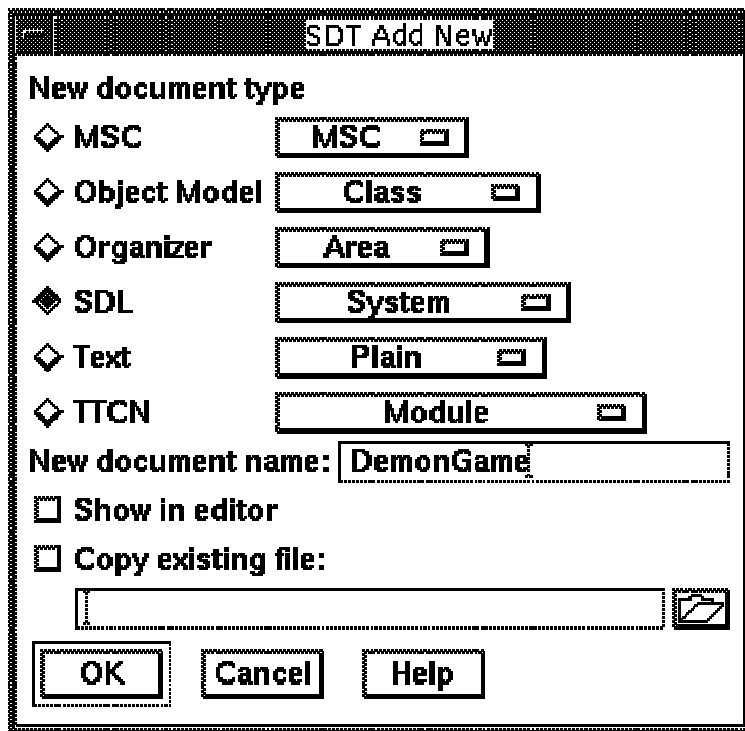 SDT Add New
New document type
MSC MSC
Object Model Class
Organizer Area
SDL System
Text Plain
TTCN Module
New document name: DemonGame
Show in editor
Copy existing file:
OK Cancel Help